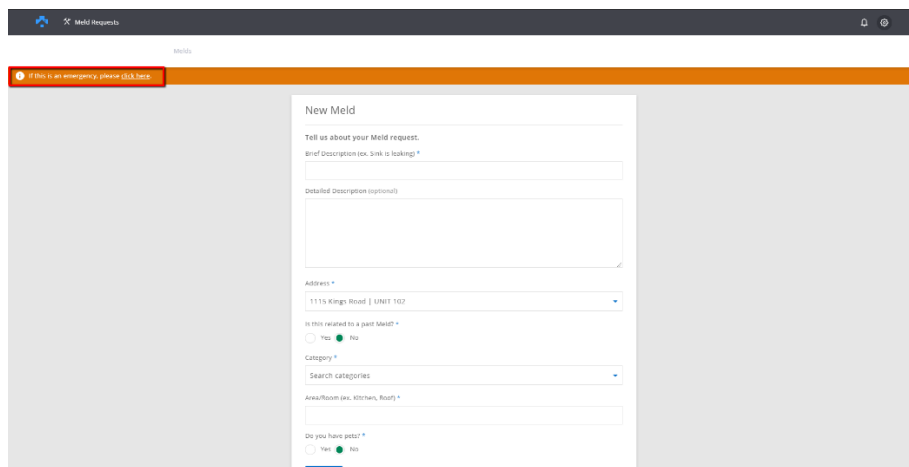 Meld Requests
Melds
If this is an emergency, please click here.
New Meld
Tell us about your Meld request.
Brief Description (ex. Sink is leaking) *
Detailed Description (optional)
Address *
1115 Kings Road | UNIT 102
Is this related to a past Meld? *
Yes No
Category *
Search categories
Area/Room (ex. Kitchen, Roof) *
Do you have pets? *
Yes No